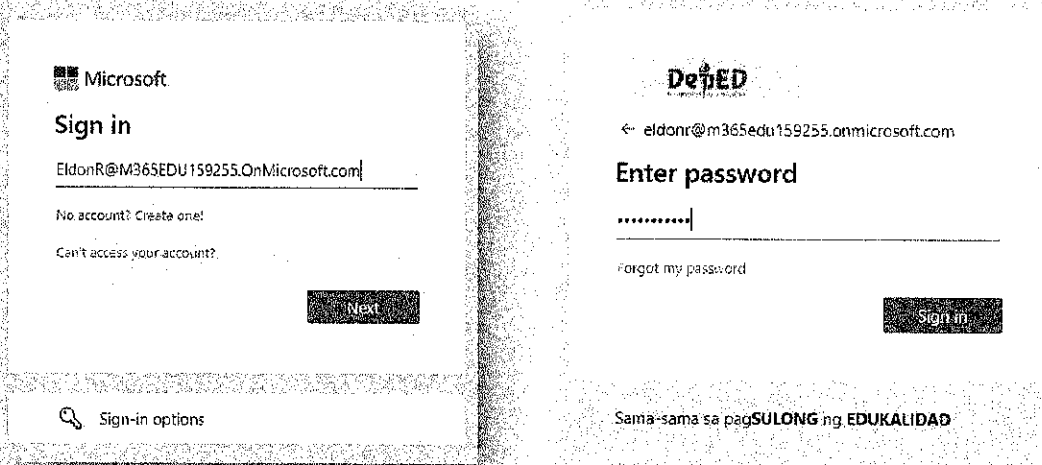 Microsoft
Sign in
EldonR@M365EDU159255.OnMicrosoft.com
No account? Create one!
Can't access your account?
Next
Sign-in options
DepED
← eldonr@m365edu159255.onmicrosoft.com
Enter password
•••••••••••
Forgot my password
Sign in
Sama-sama sa pagSULONG ng EDUKALIDAD